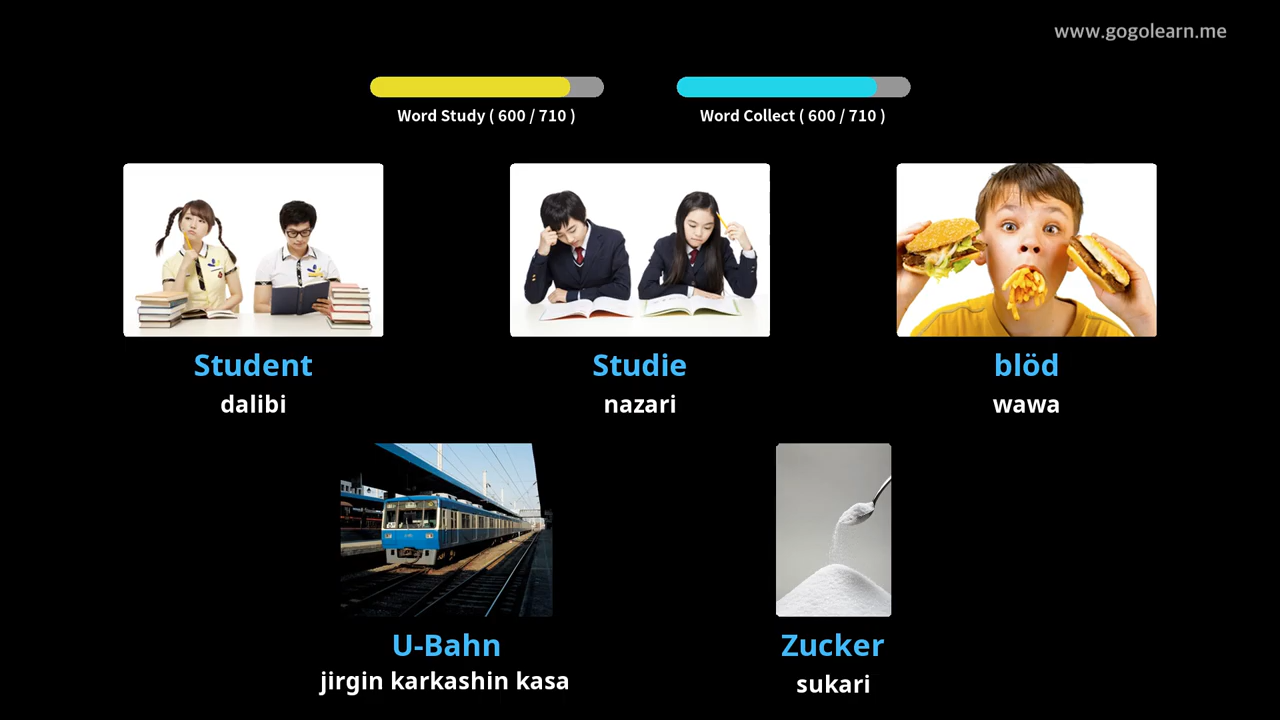 www.gogolearn.me
Word Study ( 600 / 710 )
Word Collect ( 600 / 710 )
Student
dalibi
Studie
nazari
blöd
wawa
U-Bahn
jirgin karkashin kasa
Zucker
sukari